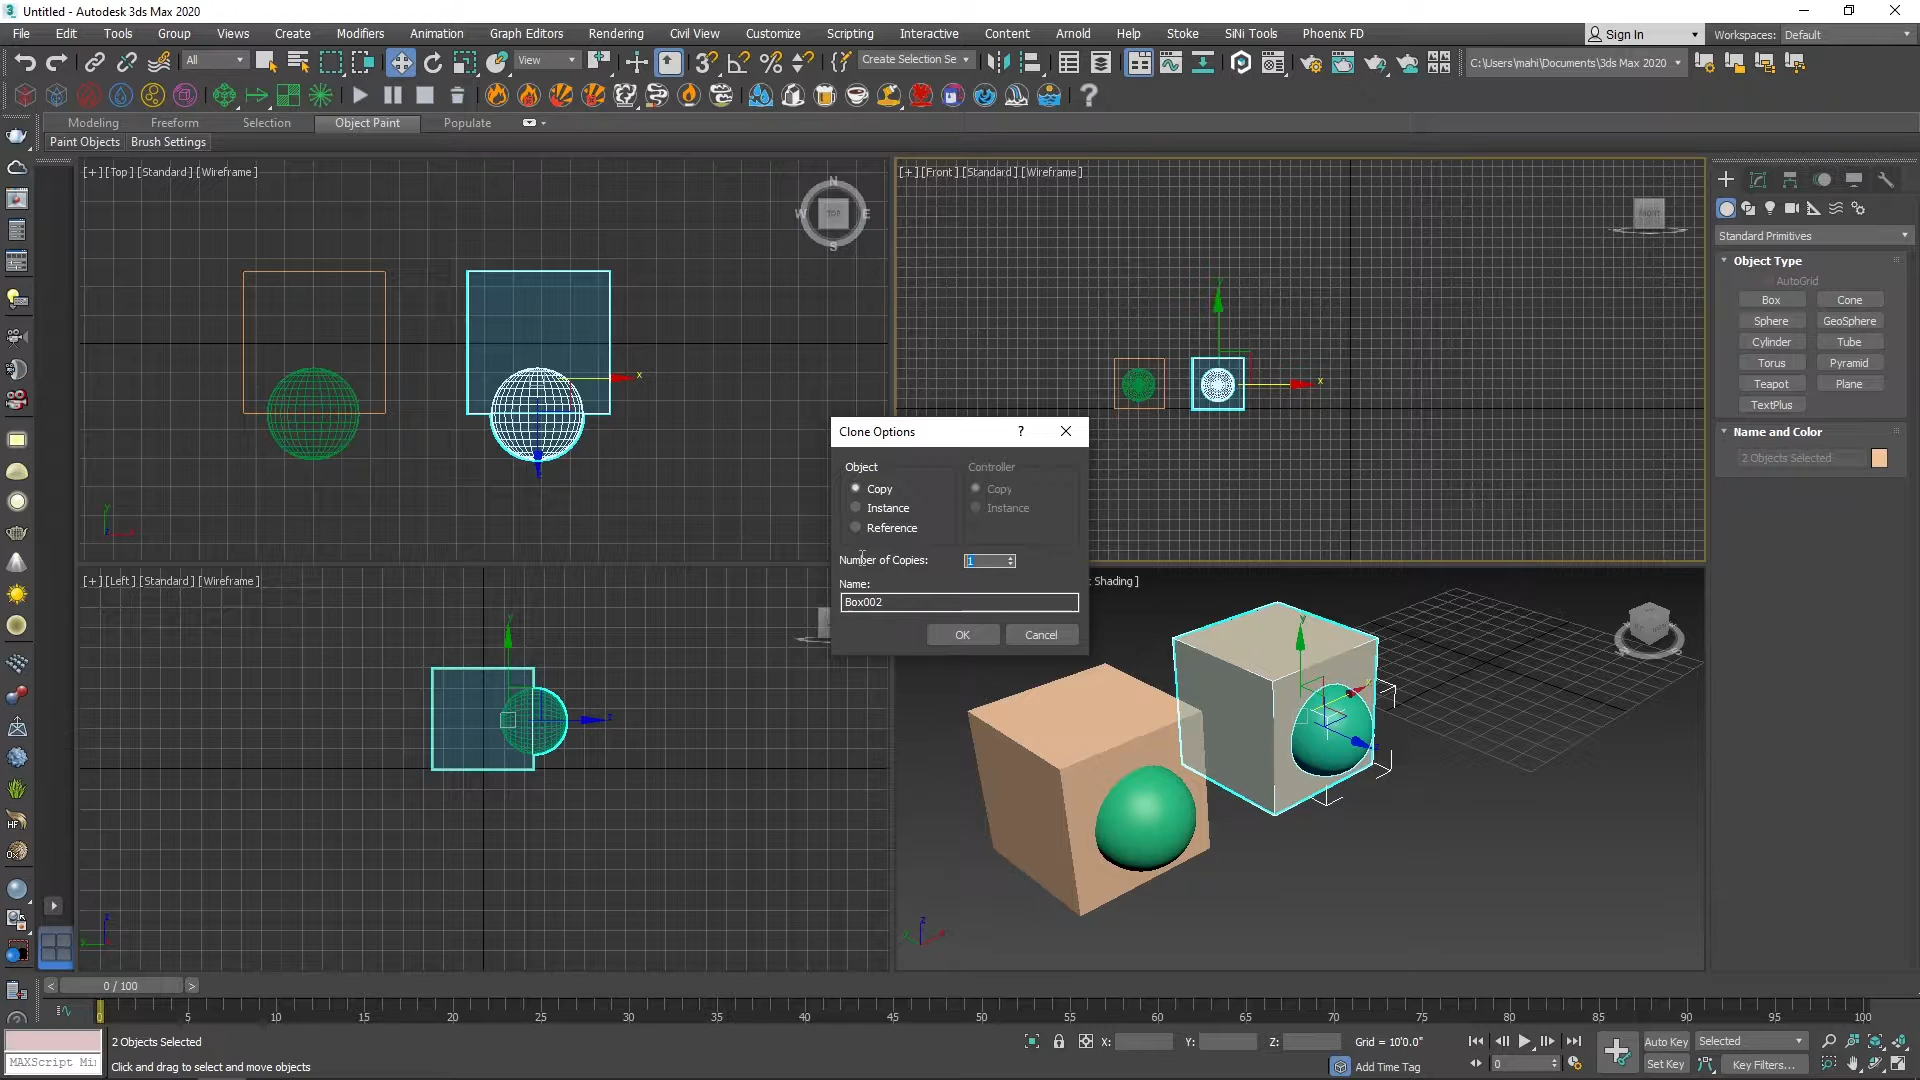 Untitled - Autodesk 3ds Max 2020
File Edit Tools Group Views Create Modifiers Animation Graph Editors Rendering Civil View Customize Scripting Interactive Content Arnold Help Stoke SiNi Tools Phoenix FD Sign In Workspaces: Default
All View Create Selection Se C:\Users\mahi\Documents\3ds Max 2020
Modeling Freeform Selection Object Paint Populate
Paint Objects Brush Settings
[+] [Top] [Standard] [Wireframe]
[+] [Front] [Standard] [Wireframe]
N
W TOP E
S
FRONT
Standard Primitives
Object Type
AutoGrid
Box Cone
Sphere GeoSphere
Cylinder Tube
Torus Pyramid
Teapot Plane
TextPlus
Name and Color
2 Objects Selected
x
y
x
Clone Options ?
Object Controller
Copy Copy
Instance Instance
Reference
Number of Copies: 1
Name:
Box002
OK Cancel
[+] [Left] [Standard] [Wireframe]
t Shading]
HF
0 / 100
0 5 10 15 20 25 30 35 40 45 50 55 60 65 70 75 80 85 90 95 100
2 Objects Selected X: Y: Z: Grid = 10'0.0" Auto Key Selected
MAXScript Mi Click and drag to select and move objects Add Time Tag 0 Set Key Key Filters...